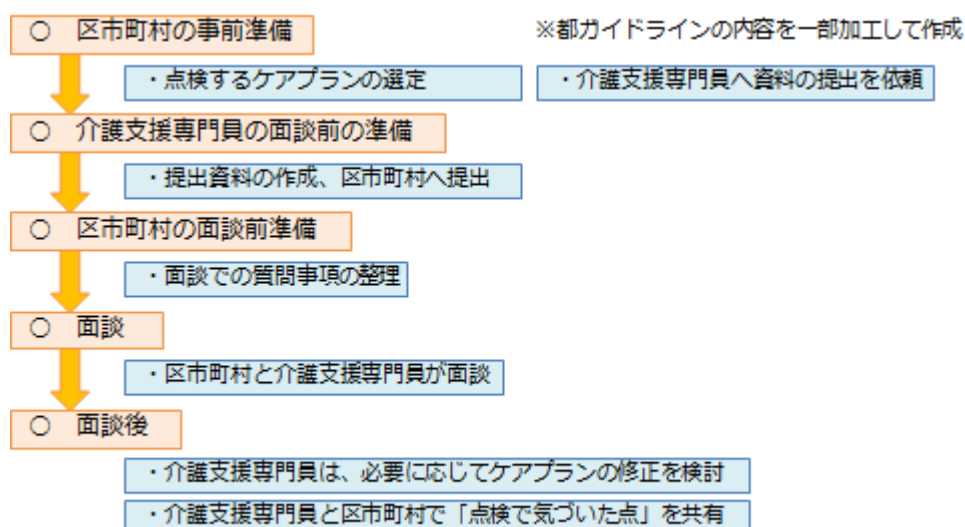 ○　区市町村の事前準備
※都ガイドラインの内容を一部加工して作成
・点検するケアプランの選定
・介護支援専門員へ資料の提出を依頼
○　介護支援専門員の面談前の準備
・提出資料の作成、区市町村へ提出
○　区市町村の面談前準備
・面談での質問事項の整理
○　面談
・区市町村と介護支援専門員が面談
○　面談後
・介護支援専門員は、必要に応じてケアプランの修正を検討
・介護支援専門員と区市町村で「点検で気づいた点」を共有